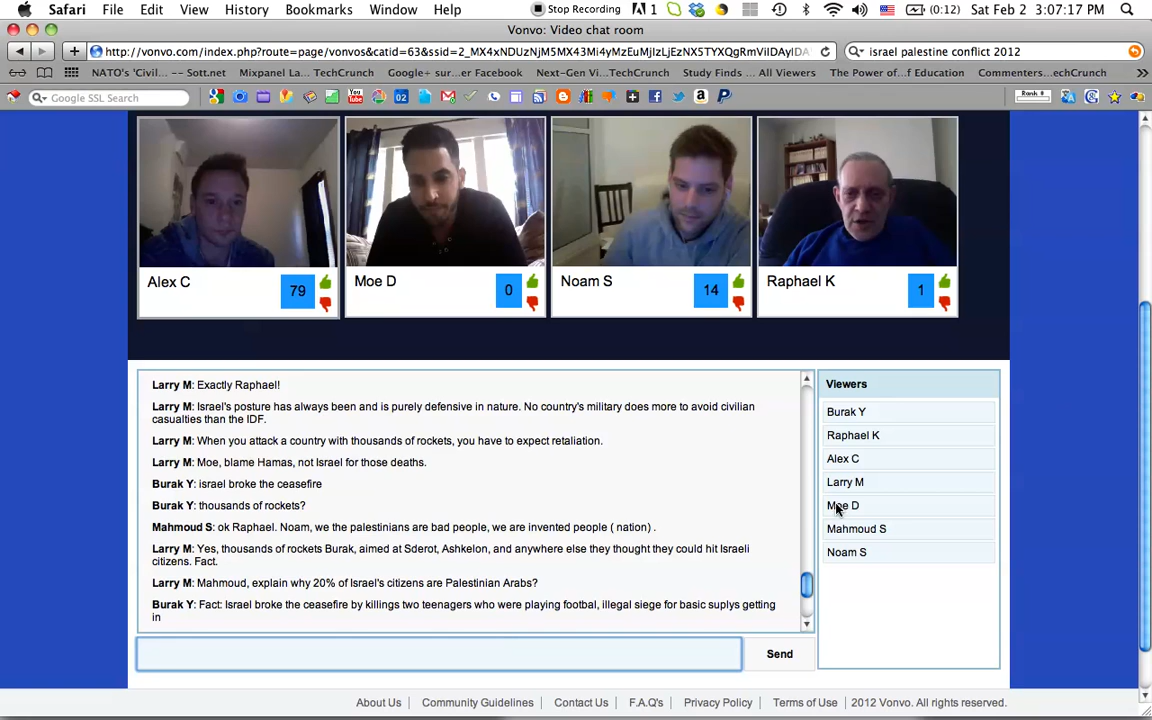 Safari File Edit View History Bookmarks Window Help Stop Recording 1 (0:12) Sat Feb 2 3:07:17 PM
Vonvo: Video chat room
http://vonvo.com/index.php?route=page/vonvos&catid=63&ssid=2_MX4xNDUzNjM5MX43Mi4yMzEuMjIzLjEzNX5TYXQgRmViIDAyIDA israel palestine conflict 2012
NATO's 'Civil... -- Sott.net Mixpanel La... TechCrunch Google+ sur...er Facebook Next-Gen Vi...TechCrunch Study Finds ... All Viewers The Power of...f Education Commenters...echCrunch
Google SSL Search 02 Rank 0
Alex C 79
Moe D 0
Noam S 14
Raphael K 1
Larry M: Exactly Raphael!
Larry M: Israel's posture has always been and is purely defensive in nature. No country's military does more to avoid civilian
casualties than the IDF.
Larry M: When you attack a country with thousands of rockets, you have to expect retaliation.
Larry M: Moe, blame Hamas, not Israel for those deaths.
Burak Y: israel broke the ceasefire
Burak Y: thousands of rockets?
Mahmoud S: ok Raphael. Noam, we the palestinians are bad people, we are invented people ( nation) .
Larry M: Yes, thousands of rockets Burak, aimed at Sderot, Ashkelon, and anywhere else they thought they could hit Israeli
citizens. Fact.
Larry M: Mahmoud, explain why 20% of Israel's citizens are Palestinian Arabs?
Burak Y: Fact: Israel broke the ceasefire by killings two teenagers who were playing footbal, illegal siege for basic suplys getting
in
Send
Viewers
Burak Y
Raphael K
Alex C
Larry M
Moe D
Mahmoud S
Noam S
About Us Community Guidelines Contact Us F.A.Q's Privacy Policy Terms of Use 2012 Vonvo. All rights reserved.